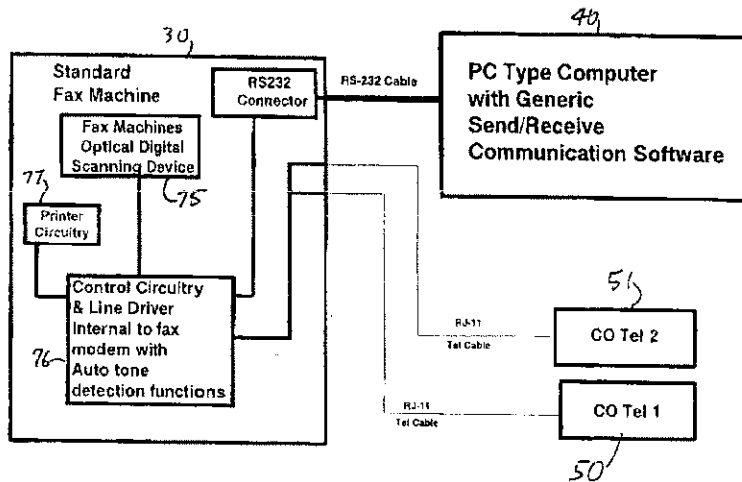 30
Standard
Fax Machine
RS232
Connector
Fax Machines
Optical Digital
Scanning Device
75
77
Printer
Circuitry
Control Circuitry
& Line Driver
Internal to fax
modem with
Auto tone
detection functions
76
RS-232 Cable
40
PC Type Computer
with Generic
Send/Receive
Communication Software
51
RJ-11
Tel Cable
CO Tel 2
RJ-11
Tel Cable
CO Tel 1
50